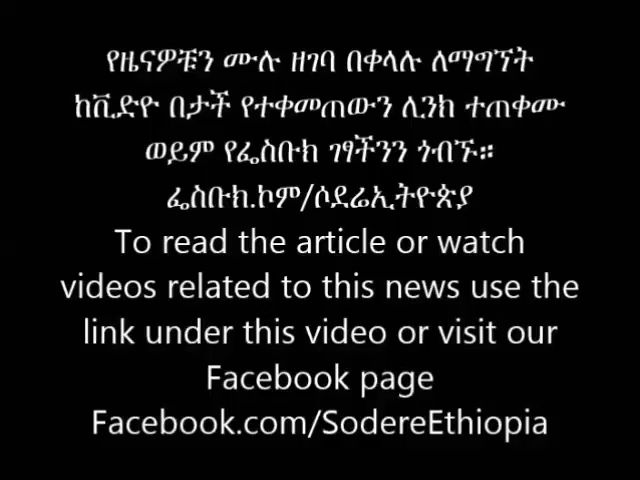 የዜናዎቹን ሙሉ ዘገባ በቀላሉ ለማግኘት
ከቪድዮ በታች የተቀመጠውን ሊንክ ተጠቀሙ
ወይም የፌስቡክ ገፃችንን ጎብኙ።
ፌስቡክ.ኮም/ሶደሬኢትዮጵያ
To read the article or watch
videos related to this news use the
link under this video or visit our
Facebook page
Facebook.com/SodereEthiopia